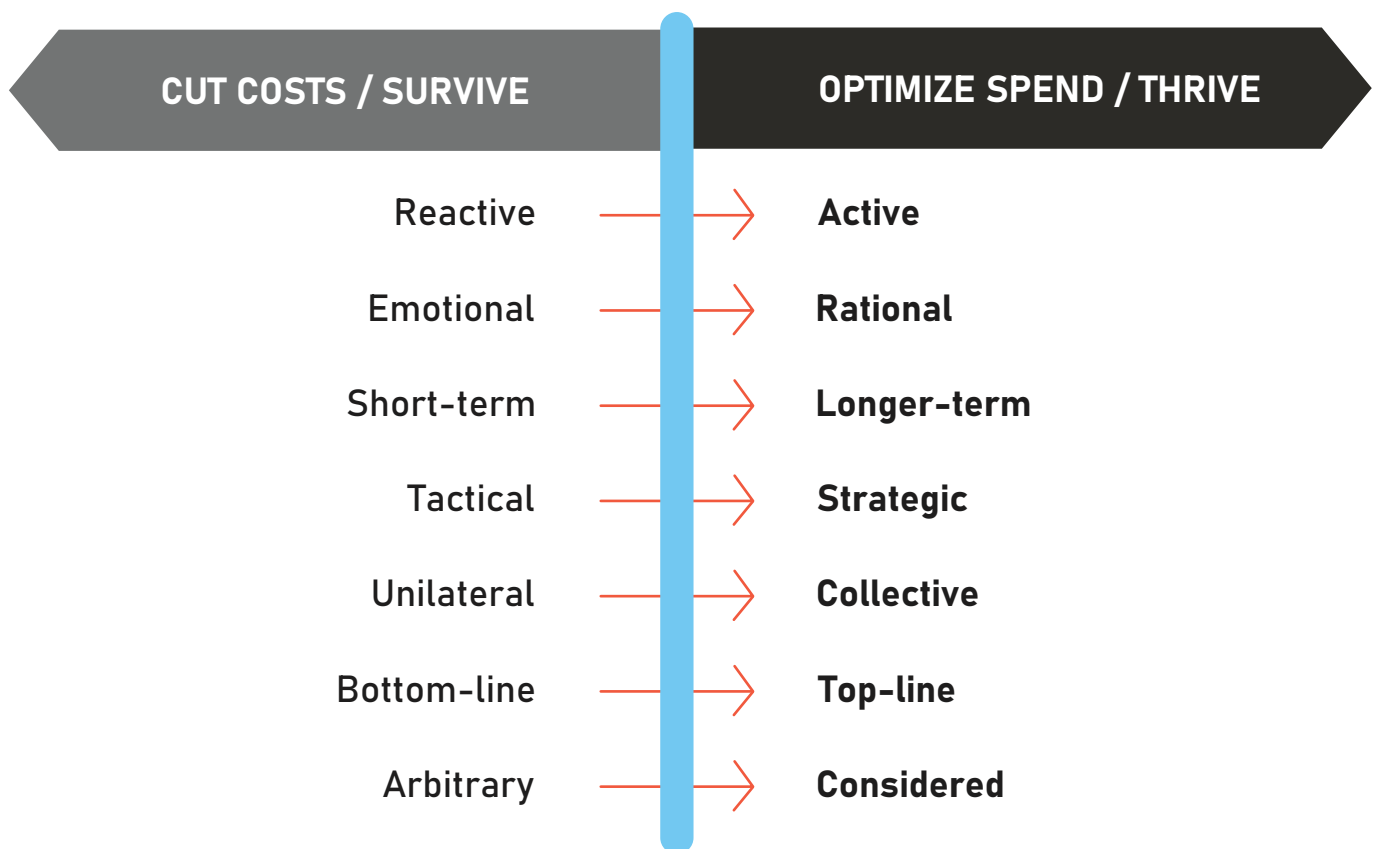 CUT COSTS / SURVIVE
OPTIMIZE SPEND / THRIVE
Reactive
Active
Emotional
Rational
Short-term
Longer-term
Tactical
Strategic
Unilateral
Collective
Bottom-line
Top-line
Arbitrary
Considered